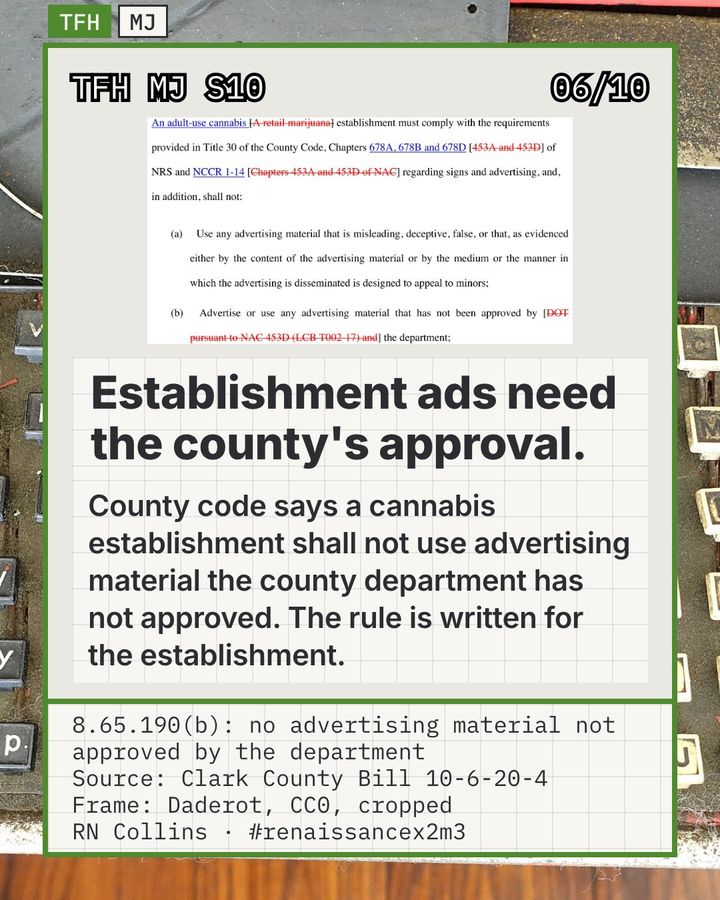 TFH MJ
TFH MJ S10 06/10
An adult-use cannabis [A retail marijuana] establishment must comply with the requirements
provided in Title 30 of the County Code, Chapters 678A, 678B and 678D [453A and 453D] of
NRS and NCCR 1-14 [Chapters 453A and 453D of NAC] regarding signs and advertising, and,
in addition, shall not:
(a) Use any advertising material that is misleading, deceptive, false, or that, as evidenced
either by the content of the advertising material or by the medium or the manner in
which the advertising is disseminated is designed to appeal to minors;
(b) Advertise or use any advertising material that has not been approved by [DOT
pursuant to NAC 453D (LCB T002-17) and] the department;
Establishment ads need
the county's approval.
County code says a cannabis
establishment shall not use advertising
material the county department has
not approved. The rule is written for
the establishment.
8.65.190(b): no advertising material not
approved by the department
Source: Clark County Bill 10-6-20-4
Frame: Daderot, CC0, cropped
RN Collins · #renaissancex2m3
y
p